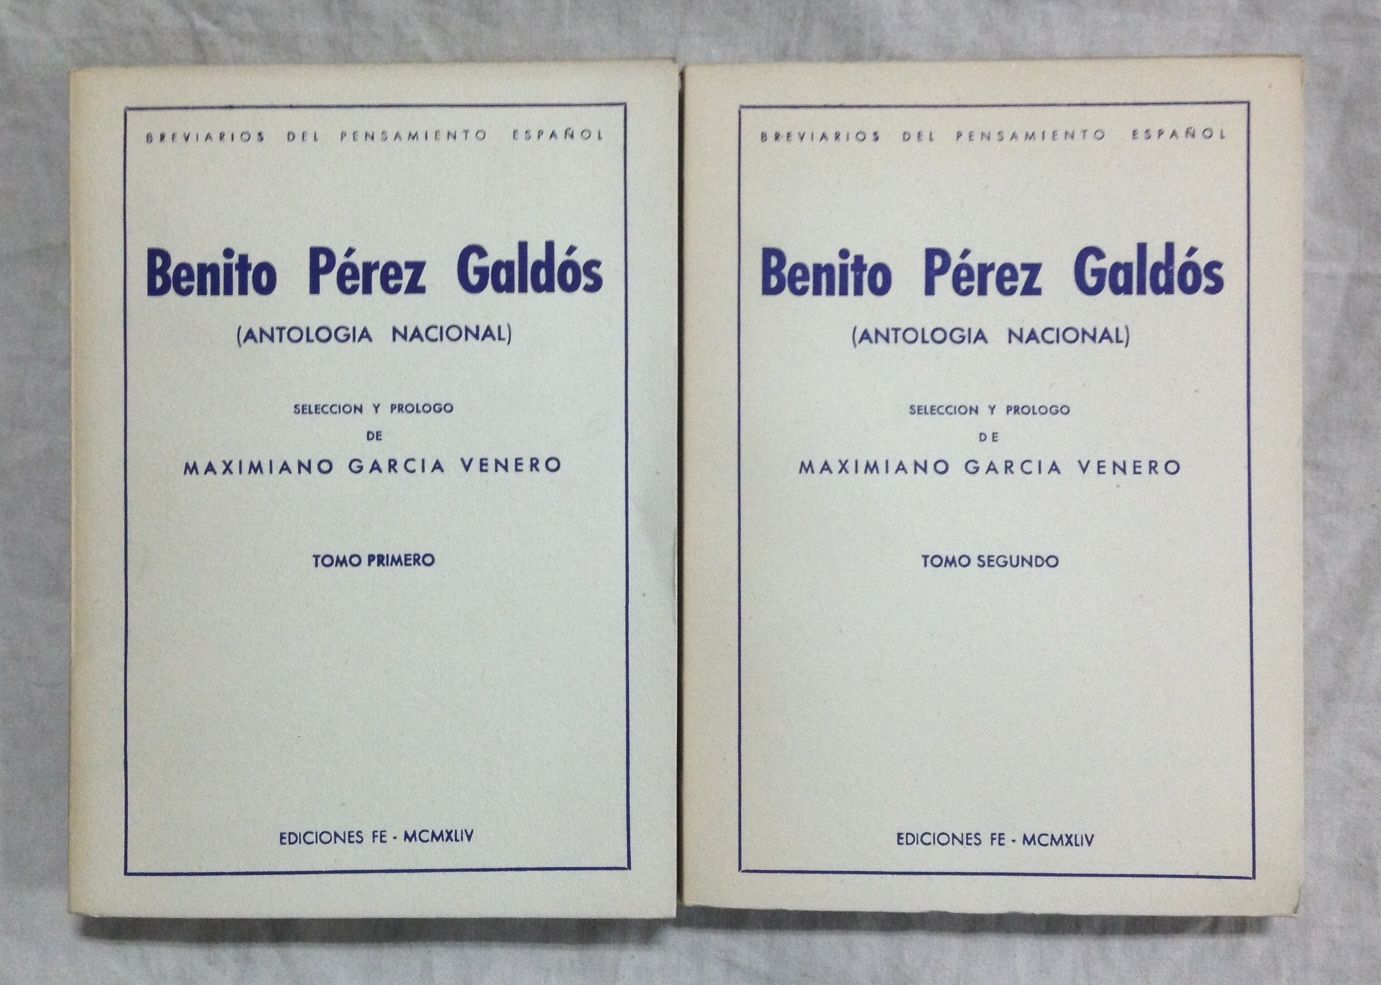 BREVIARIOS DEL PENSAMIENTO ESPAÑOL
Benito Pérez Galdós
(ANTOLOGIA NACIONAL)
SELECCION Y PROLOGO
DE
MAXIMIANO GARCIA VENERO
TOMO PRIMERO
EDICIONES FE - MCMXLIV
BREVIARIOS DEL PENSAMIENTO ESPAÑOL
Benito Pérez Galdós
(ANTOLOGIA NACIONAL)
SELECCION Y PROLOGO
DE
MAXIMIANO GARCIA VENERO
TOMO SEGUNDO
EDICIONES FE - MCMXLIV